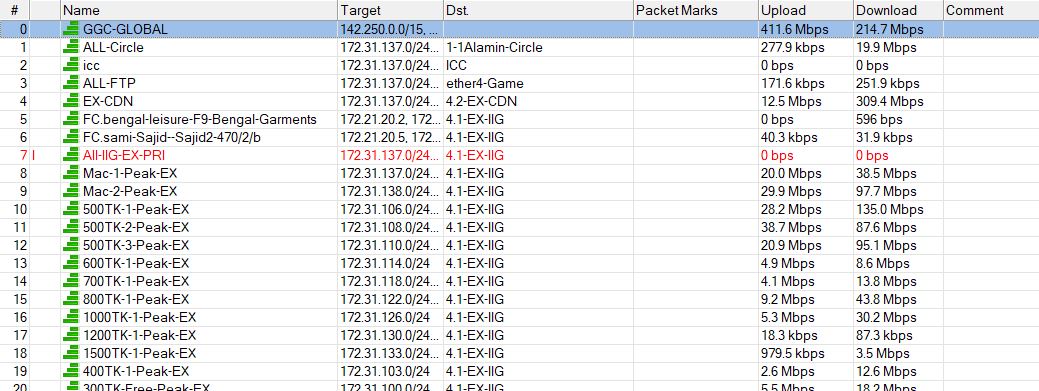 # Name Target Dst. Packet Marks Upload Download Comment
0 GGC-GLOBAL 142.250.0.0/15, ... 411.6 Mbps 214.7 Mbps
1 ALL-Circle 172.31.137.0/24... 1-1Alamin-Circle 277.9 kbps 19.9 Mbps
2 icc 172.31.137.0/24... ICC 0 bps 0 bps
3 ALL-FTP 172.31.137.0/24... ether4-Game 171.6 kbps 251.9 kbps
4 EX-CDN 172.31.137.0/24... 4.2-EX-CDN 12.5 Mbps 309.4 Mbps
5 FC.bengal-leisure-F9-Bengal-Garments 172.21.20.2, 172... 4.1-EX-IIG 0 bps 596 bps
6 FC.sami-Sajid--Sajid2-470/2/b 172.21.20.5, 172... 4.1-EX-IIG 40.3 kbps 31.9 kbps
7 I All-IIG-EX-PRI 172.31.137.0/24... 4.1-EX-IIG 0 bps 0 bps
8 Mac-1-Peak-EX 172.31.137.0/24... 4.1-EX-IIG 20.0 Mbps 38.5 Mbps
9 Mac-2-Peak-EX 172.31.138.0/24... 4.1-EX-IIG 29.9 Mbps 97.7 Mbps
10 500TK-1-Peak-EX 172.31.106.0/24... 4.1-EX-IIG 28.2 Mbps 135.0 Mbps
11 500TK-2-Peak-EX 172.31.108.0/24... 4.1-EX-IIG 38.7 Mbps 87.6 Mbps
12 500TK-3-Peak-EX 172.31.110.0/24... 4.1-EX-IIG 20.9 Mbps 95.1 Mbps
13 600TK-1-Peak-EX 172.31.114.0/24 4.1-EX-IIG 4.9 Mbps 8.6 Mbps
14 700TK-1-Peak-EX 172.31.118.0/24... 4.1-EX-IIG 4.1 Mbps 13.8 Mbps
15 800TK-1-Peak-EX 172.31.122.0/24... 4.1-EX-IIG 9.2 Mbps 43.8 Mbps
16 1000TK-1-Peak-EX 172.31.126.0/24 4.1-EX-IIG 5.3 Mbps 30.2 Mbps
17 1200TK-1-Peak-EX 172.31.130.0/24... 4.1-EX-IIG 18.3 kbps 87.3 kbps
18 1500TK-1-Peak-EX 172.31.133.0/24... 4.1-EX-IIG 979.5 kbps 3.5 Mbps
19 400TK-1-Peak-EX 172.31.103.0/24 4.1-EX-IIG 2.6 Mbps 12.6 Mbps
20 300TK-Free-Peak-EX 172.31.100.0/24... 4.1-EX-IIG 5.5 Mbps 18.2 Mbps